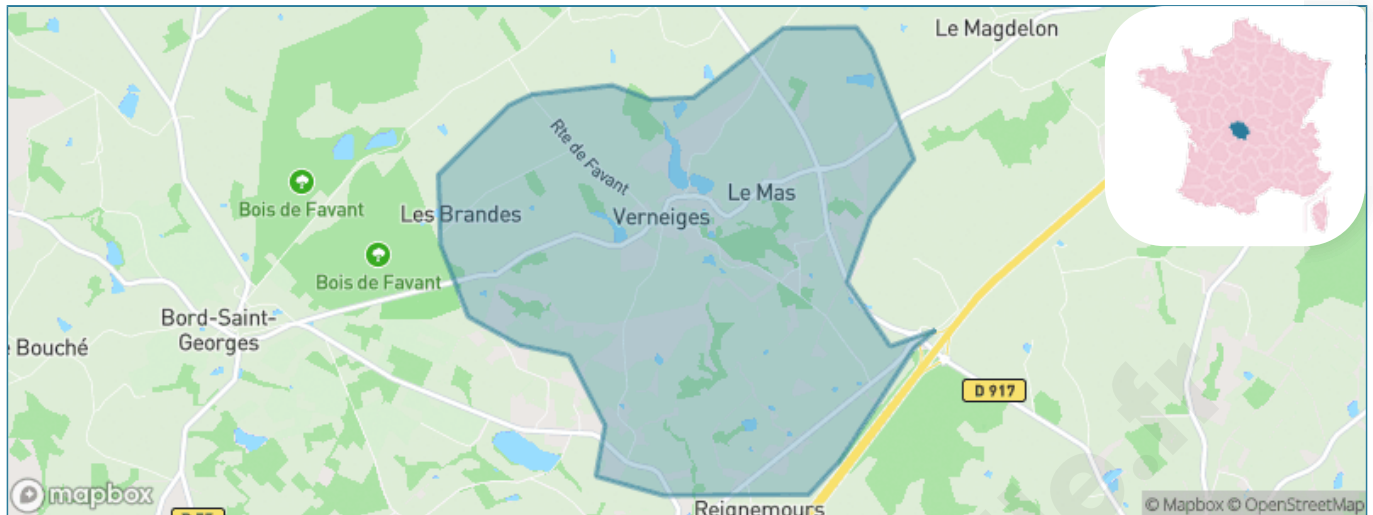 Le Magdelon
Rte de Favant
Bois de Favant
Les Brandes
Le Mas
Verneiges
Bois de Favant
Bord-Saint-
Georges
Bouché
D 917
Reignemours
mapbox
© Mapbox © OpenStreetMap